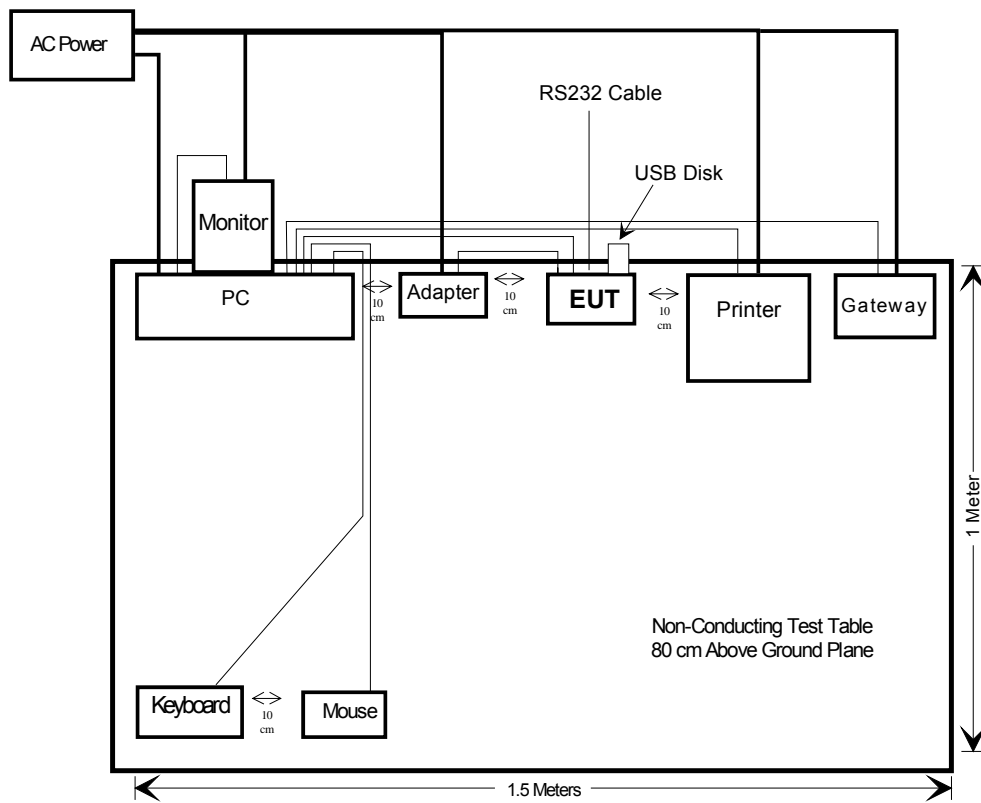 AC Power
RS232 Cable
USB Disk
Monitor
PC
10
cm
Adapter
10
cm
EUT
10
cm
Printer
Gateway
1 Meter
Non-Conducting Test Table
80 cm Above Ground Plane
Keyboard
10
cm
Mouse
1.5 Meters